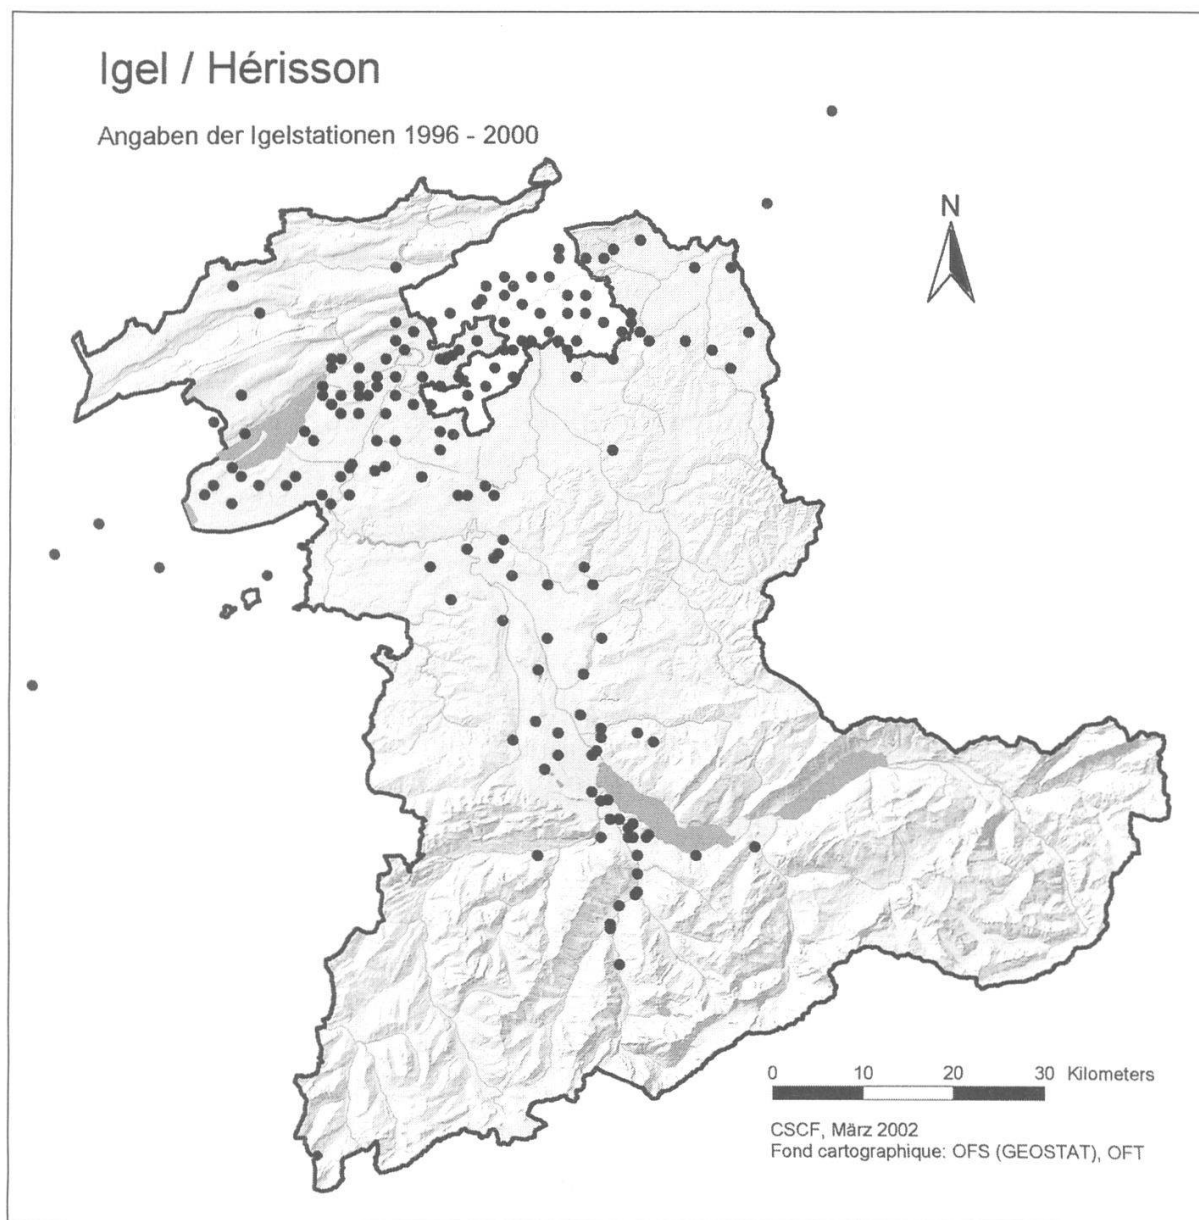 Igel / Hérisson
Angaben der Igelstationen 1996 - 2000
N
0 10 20 30 Kilometers
CSCF, März 2002
Fond cartographique: OFS (GEOSTAT), OFT